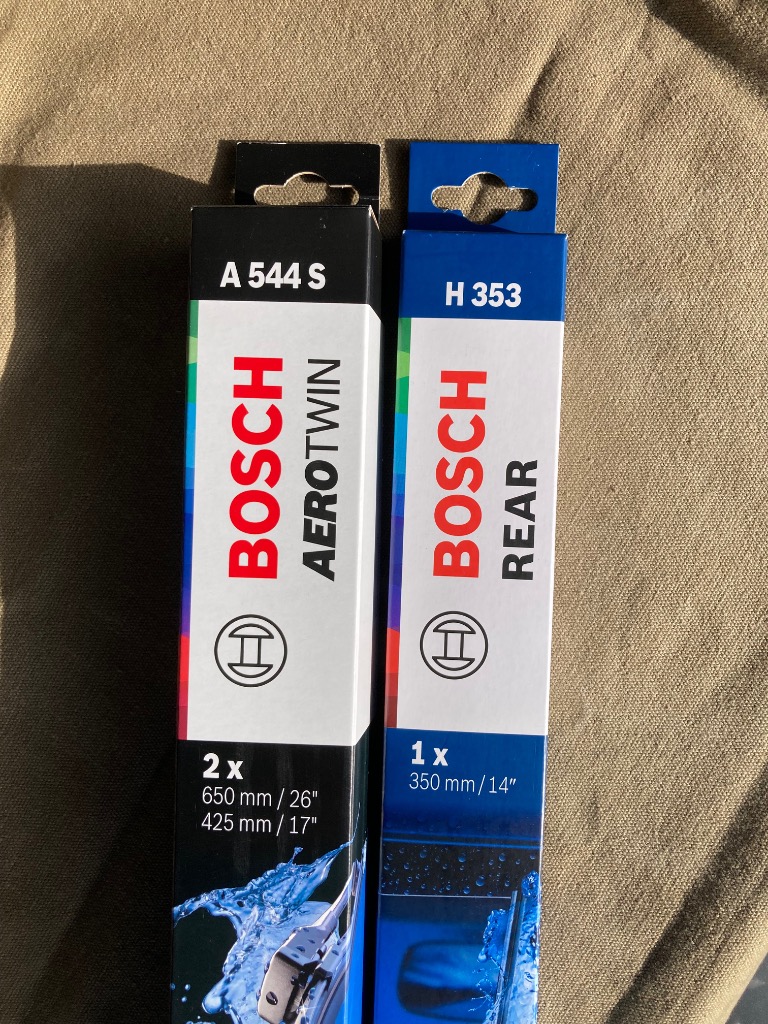 A 544 S
BOSCH
AEROTWIN
2 x
650 mm / 26"
425 mm / 17"
H 353
BOSCH
REAR
1 x
350 mm / 14"